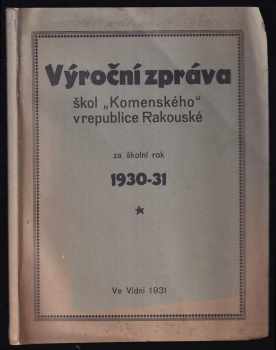 Výroční zpráva
škol „Komenského“
v republice Rakouské
za školní rok
1930-31
Ve Vídni 1931